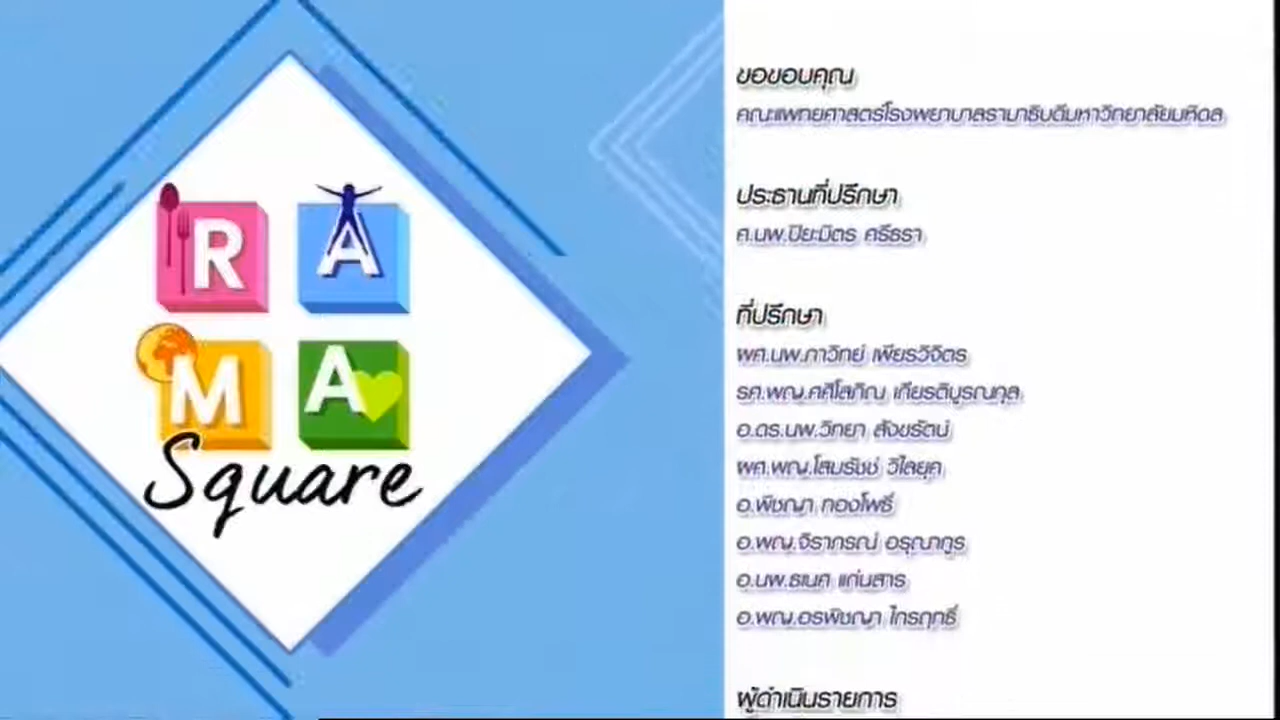 RAMA
Square
ขอขอบคุณ
คณะแพทยศาสตร์โรงพยาบาลรามาธิบดีมหาวิทยาลัยมหิดล
ประธานที่ปรึกษา
ศ.นพ.ปิยะมิตร ศรีธรา
ที่ปรึกษา
ผศ.นพ.ภาวิทย์ เพียรวิจิตร
รศ.พญ.ศศิโสภิณ เกียรติบูรณกุล
อ.ดร.นพ.วิทยา สังขรัตน์
ผศ.พญ.โสมรัชช์ วิไลยุค
อ.พิชญา ทองโพธิ์
อ.พญ.จิราภรณ์ อรุณากูร
อ.นพ.ธเนศ แก่นสาร
อ.พญ.อรพิชญา ไกรฤทธิ์
ผู้ดำเนินรายการ